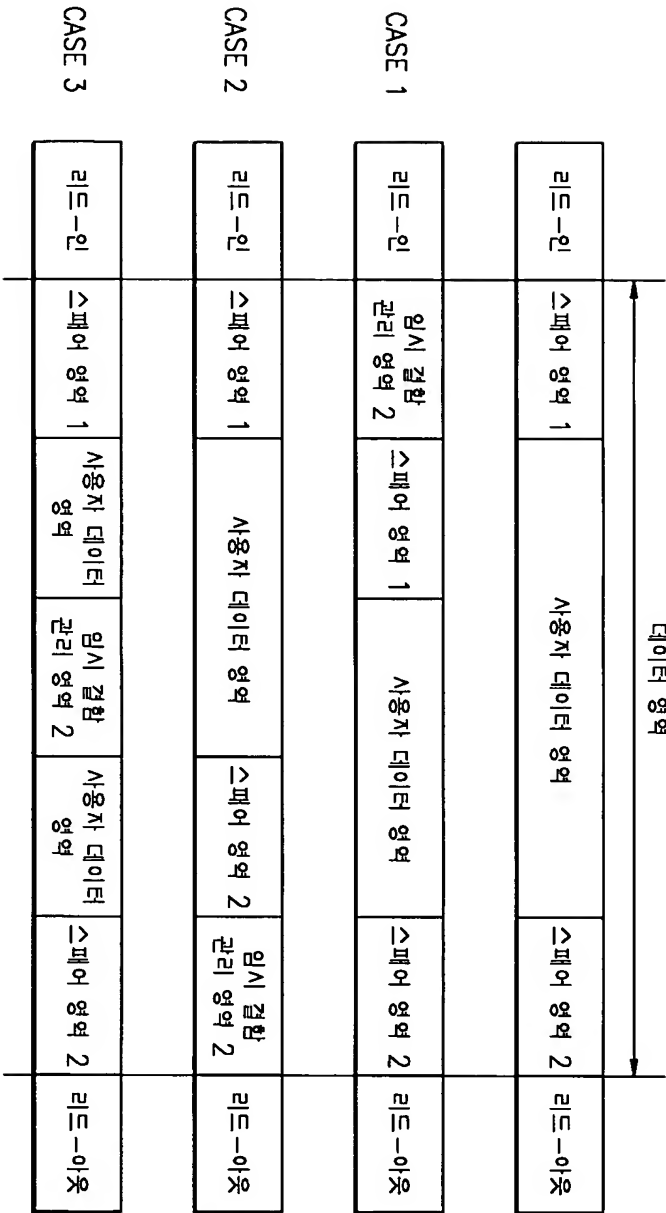 데이터 영역
리드-인
스페어 영역 1
사용자 데이터 영역
스페어 영역 2
리드-아웃
CASE 1
리드-인
임시 결함
관리 영역 2
스페어 영역 1
사용자 데이터 영역
스페어 영역 2
리드-아웃
CASE 2
리드-인
스페어 영역 1
사용자 데이터 영역
스페어 영역 2
임시 결함
관리 영역 2
리드-아웃
CASE 3
리드-인
스페어 영역 1
사용자 데이터
영역
임시 결함
관리 영역 2
사용자 데이터
영역
스페어 영역 2
리드-아웃